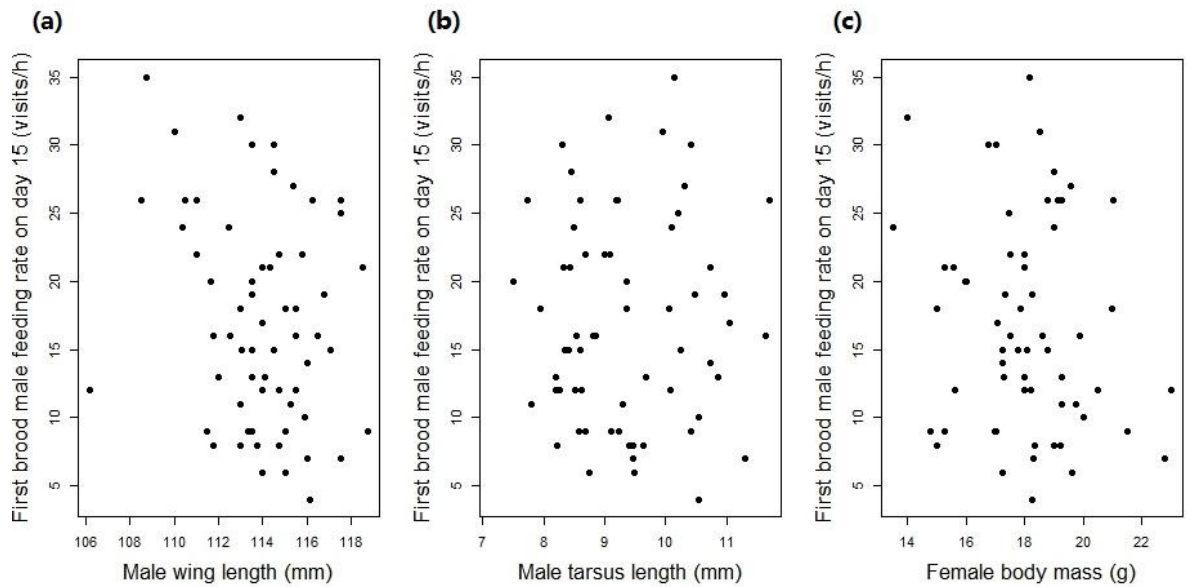 (a)
First brood male feeding rate on day 15 (visits/h)
35
30
25
20
15
10
5
106 108 110 112 114 116 118
Male wing length (mm)
(b)
First brood male feeding rate on day 15 (visits/h)
35
30
25
20
15
10
5
7 8 9 10 11
Male tarsus length (mm)
(c)
First brood male feeding rate on day 15 (visits/h)
35
30
25
20
15
10
5
14 16 18 20 22
Female body mass (g)